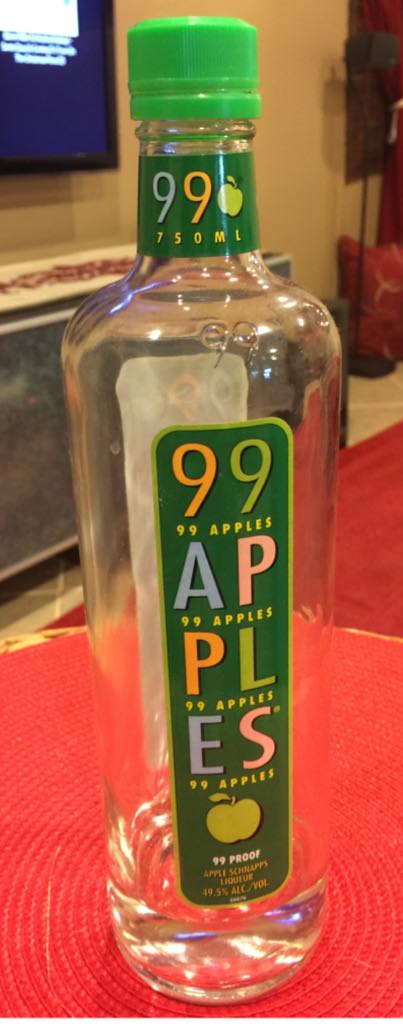 99
750ML
99
99
99 APPLES
AP
99 APPLES
PL
99 APPLES
ES®
99 APPLES
99 PROOF
APPLE SCHNAPPS
LIQUEUR
49.5% ALC./VOL.